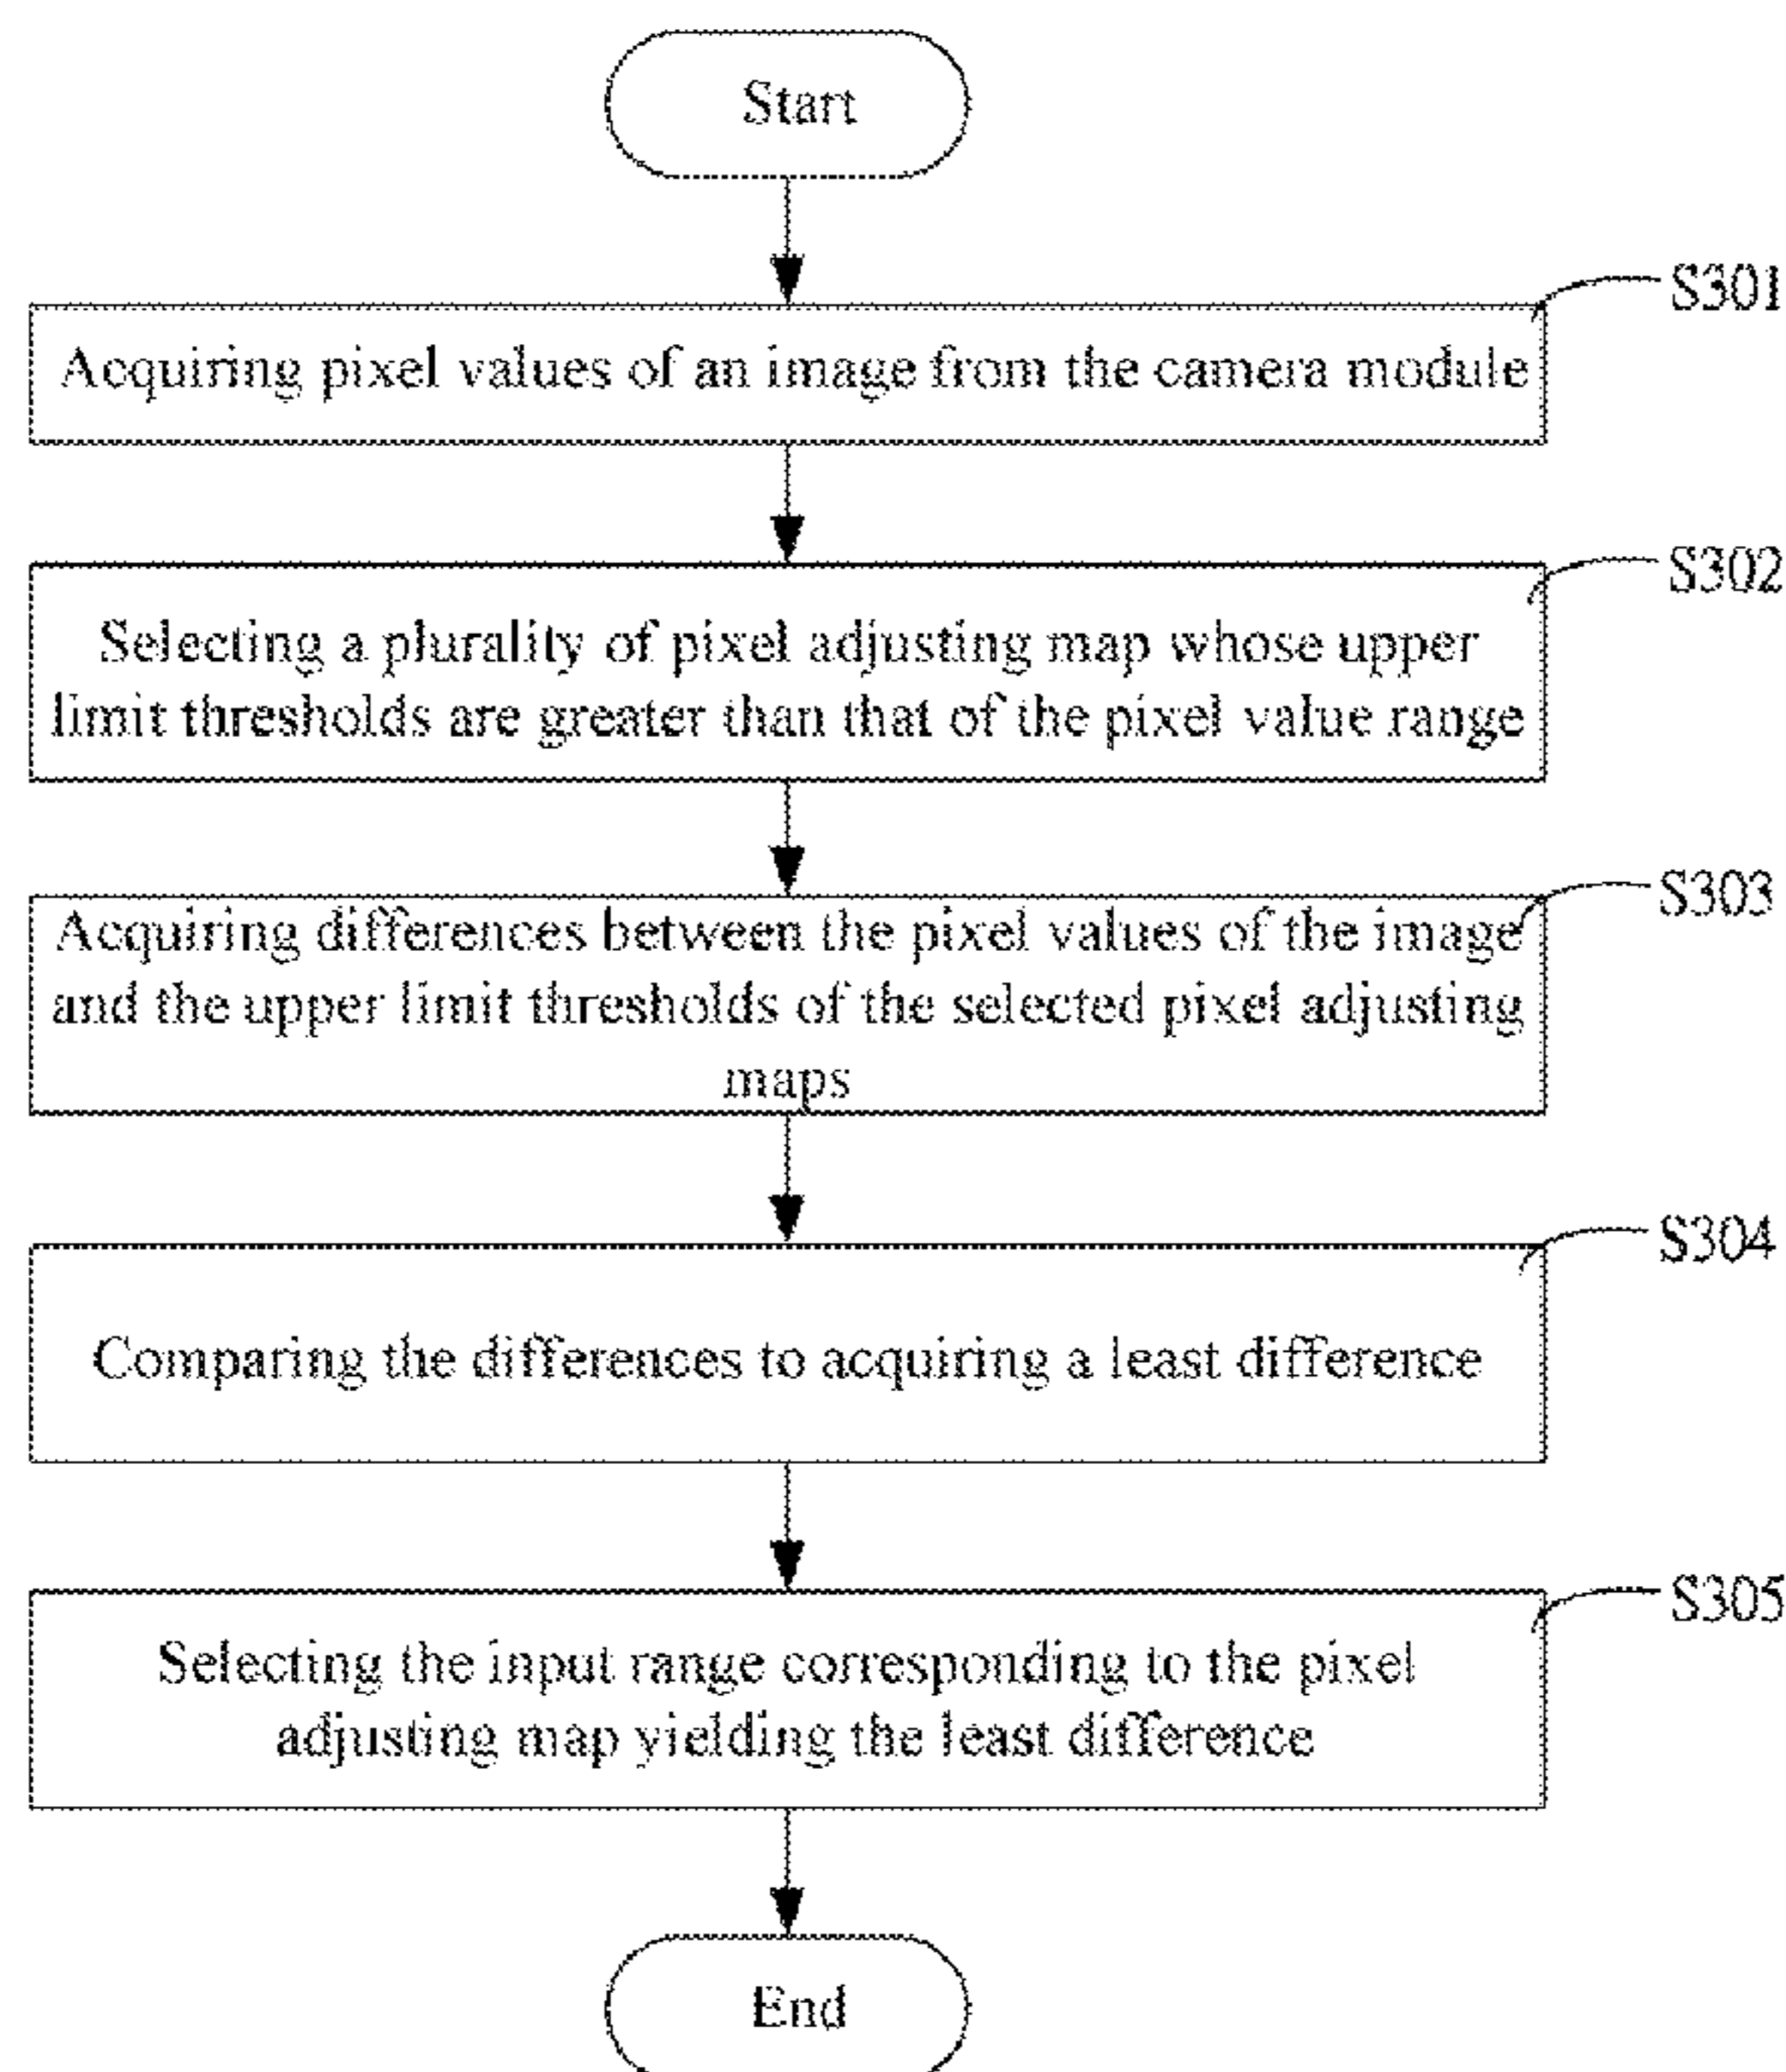 Start
S301
Acquiring pixel values of an image from the camera module
S302
Selecting a plurality of pixel adjusting map whose upper
limit thresholds are greater than that of the pixel value range
S303
Acquiring differences between the pixel values of the image
and the upper limit thresholds of the selected pixel adjusting
maps
S304
Comparing the differences to acquiring a least difference
S305
Selecting the input range corresponding to the pixel
adjusting map yielding the least difference
End